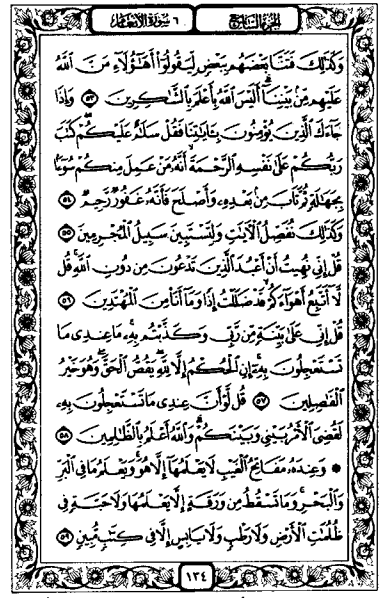 الجزء السابع ٦ سورة الأنعام
وَكَذَٰلِكَ فَتَنَّا بَعْضَهُم بِبَعْضٍ لِّيَقُولُوٓا۟ أَهَٰٓؤُلَآءِ مَنَّ ٱللَّهُ
عَلَيْهِم مِّنۢ بَيْنِنَآ ۗ أَلَيْسَ ٱللَّهُ بِأَعْلَمَ بِٱلشَّٰكِرِينَ ٥٣ وَإِذَا
جَآءَكَ ٱلَّذِينَ يُؤْمِنُونَ بِـَٔايَٰتِنَا فَقُلْ سَلَٰمٌ عَلَيْكُمْ ۖ كَتَبَ
رَبُّكُمْ عَلَىٰ نَفْسِهِ ٱلرَّحْمَةَ ۖ أَنَّهُۥ مَنْ عَمِلَ مِنكُمْ سُوٓءًۢا
بِجَهَٰلَةٍ ثُمَّ تَابَ مِنۢ بَعْدِهِۦ وَأَصْلَحَ فَأَنَّهُۥ غَفُورٌ رَّحِيمٌ ٥٤
وَكَذَٰلِكَ نُفَصِّلُ ٱلْـَٔايَٰتِ وَلِتَسْتَبِينَ سَبِيلُ ٱلْمُجْرِمِينَ ٥٥
قُلْ إِنِّى نُهِيتُ أَنْ أَعْبُدَ ٱلَّذِينَ تَدْعُونَ مِن دُونِ ٱللَّهِ ۚ قُل
لَّآ أَتَّبِعُ أَهْوَآءَكُمْ ۙ قَدْ ضَلَلْتُ إِذًا وَمَآ أَنَا۠ مِنَ ٱلْمُهْتَدِينَ ٥٦
قُلْ إِنِّى عَلَىٰ بَيِّنَةٍ مِّن رَّبِّى وَكَذَّبْتُم بِهِۦ ۚ مَا عِندِى مَا
تَسْتَعْجِلُونَ بِهِۦٓ ۚ إِنِ ٱلْحُكْمُ إِلَّا لِلَّهِ ۖ يَقُصُّ ٱلْحَقَّ ۖ وَهُوَ خَيْرُ
ٱلْفَٰصِلِينَ ٥٧ قُل لَّوْ أَنَّ عِندِى مَا تَسْتَعْجِلُونَ بِهِۦ
لَقُضِىَ ٱلْأَمْرُ بَيْنِى وَبَيْنَكُمْ ۗ وَٱللَّهُ أَعْلَمُ بِٱلظَّٰلِمِينَ ٥٨
۞ وَعِندَهُۥ مَفَاتِحُ ٱلْغَيْبِ لَا يَعْلَمُهَآ إِلَّا هُوَ ۚ وَيَعْلَمُ مَا فِى ٱلْبَرِّ
وَٱلْبَحْرِ ۚ وَمَا تَسْقُطُ مِن وَرَقَةٍ إِلَّا يَعْلَمُهَا وَلَا حَبَّةٍ فِى
ظُلُمَٰتِ ٱلْأَرْضِ وَلَا رَطْبٍ وَلَا يَابِسٍ إِلَّا فِى كِتَٰبٍ مُّبِينٍ ٥٩
١٣٤